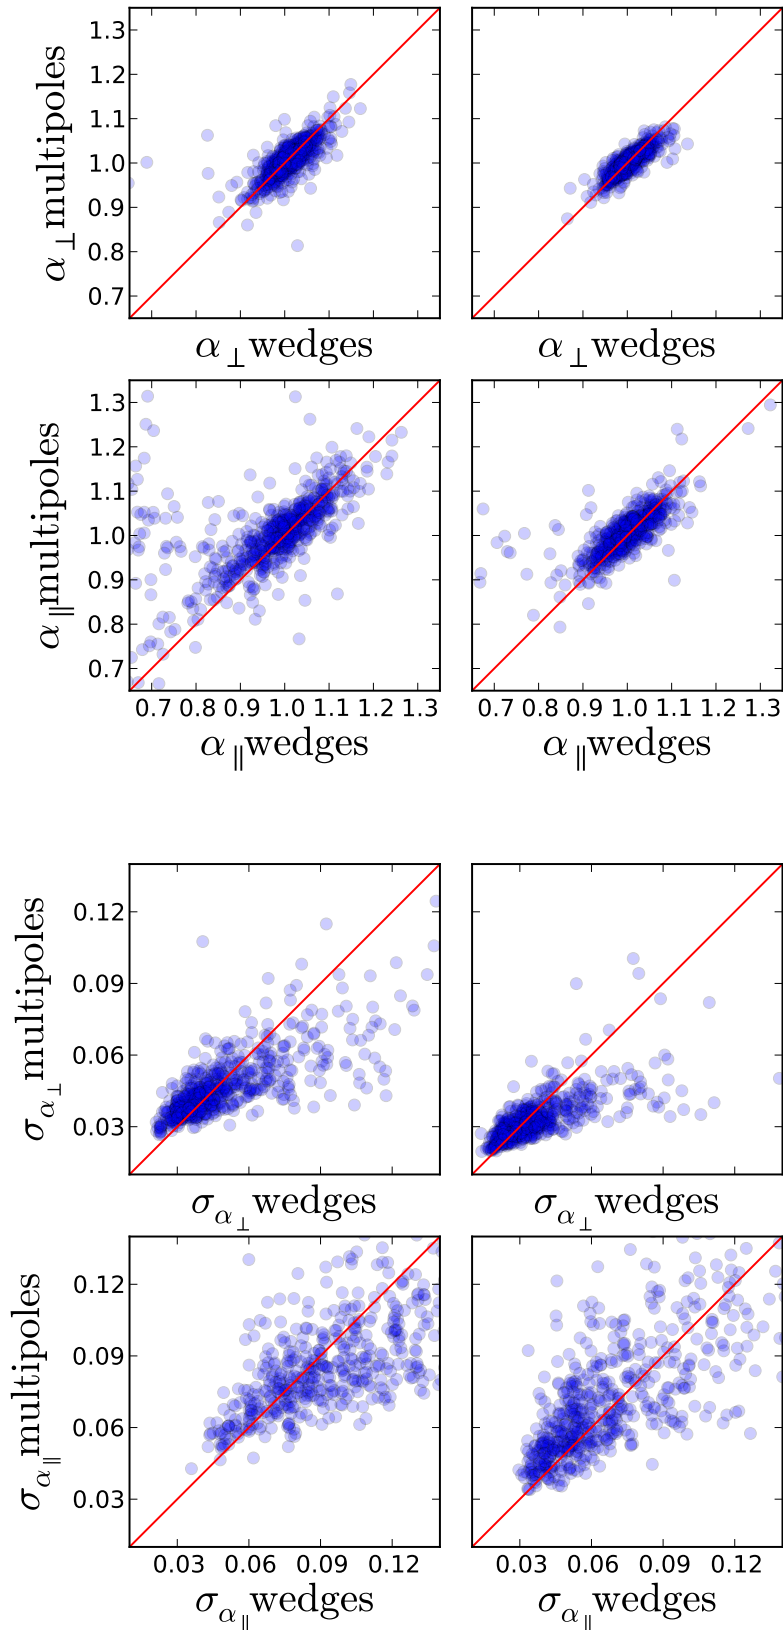 1.3
1.2
1.1
1.0
0.9
0.8
0.7
α⊥multipoles
α⊥wedges
α⊥wedges
1.3
1.2
1.1
1.0
0.9
0.8
0.7
α∥multipoles
0.7 0.8 0.9 1.0 1.1 1.2 1.3
0.7 0.8 0.9 1.0 1.1 1.2 1.3
α∥wedges
α∥wedges
0.12
0.09
0.06
0.03
σα⊥multipoles
σα⊥wedges
σα⊥wedges
0.12
0.09
0.06
0.03
σα∥multipoles
0.03 0.06 0.09 0.12
0.03 0.06 0.09 0.12
σα∥wedges
σα∥wedges